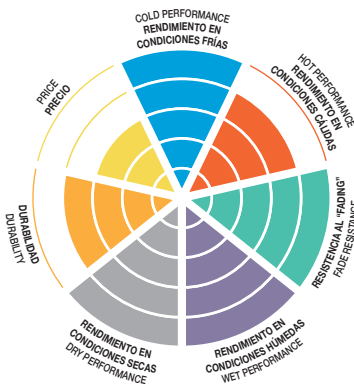 COLD PERFORMANCE
RENDIMIENTO EN
CONDICIONES FRÍAS
HOT PERFORMANCE
RENDIMIENTO EN
CONDICIONES CÁLIDAS
RESISTENCIA AL "FADING"
FADE RESISTANCE
RENDIMIENTO EN
CONDICIONES HÚMEDAS
WET PERFORMANCE
RENDIMIENTO EN
CONDICIONES SECAS
DRY PERFORMANCE
DURABILIDAD
DURABILITY
PRICE
PRECIO